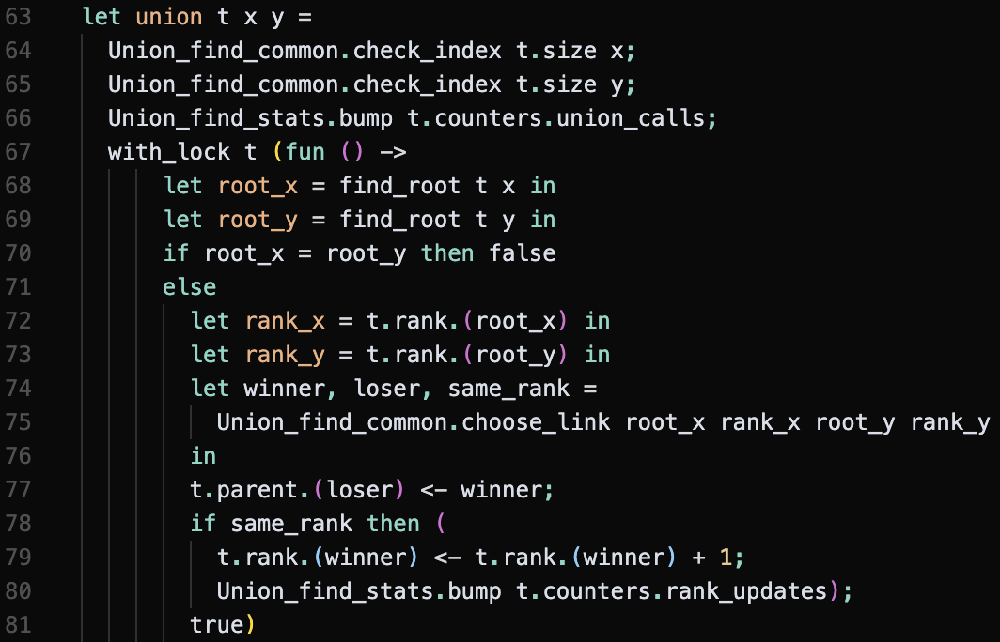 63 let union t x y =
64 Union_find_common.check_index t.size x;
65 Union_find_common.check_index t.size y;
66 Union_find_stats.bump t.counters.union_calls;
67 with_lock t (fun () ->
68 let root_x = find_root t x in
69 let root_y = find_root t y in
70 if root_x = root_y then false
71 else
72 let rank_x = t.rank.(root_x) in
73 let rank_y = t.rank.(root_y) in
74 let winner, loser, same_rank =
75 Union_find_common.choose_link root_x rank_x root_y rank_y
76 in
77 t.parent.(loser) <- winner;
78 if same_rank then (
79 t.rank.(winner) <- t.rank.(winner) + 1;
80 Union_find_stats.bump t.counters.rank_updates);
81 true)